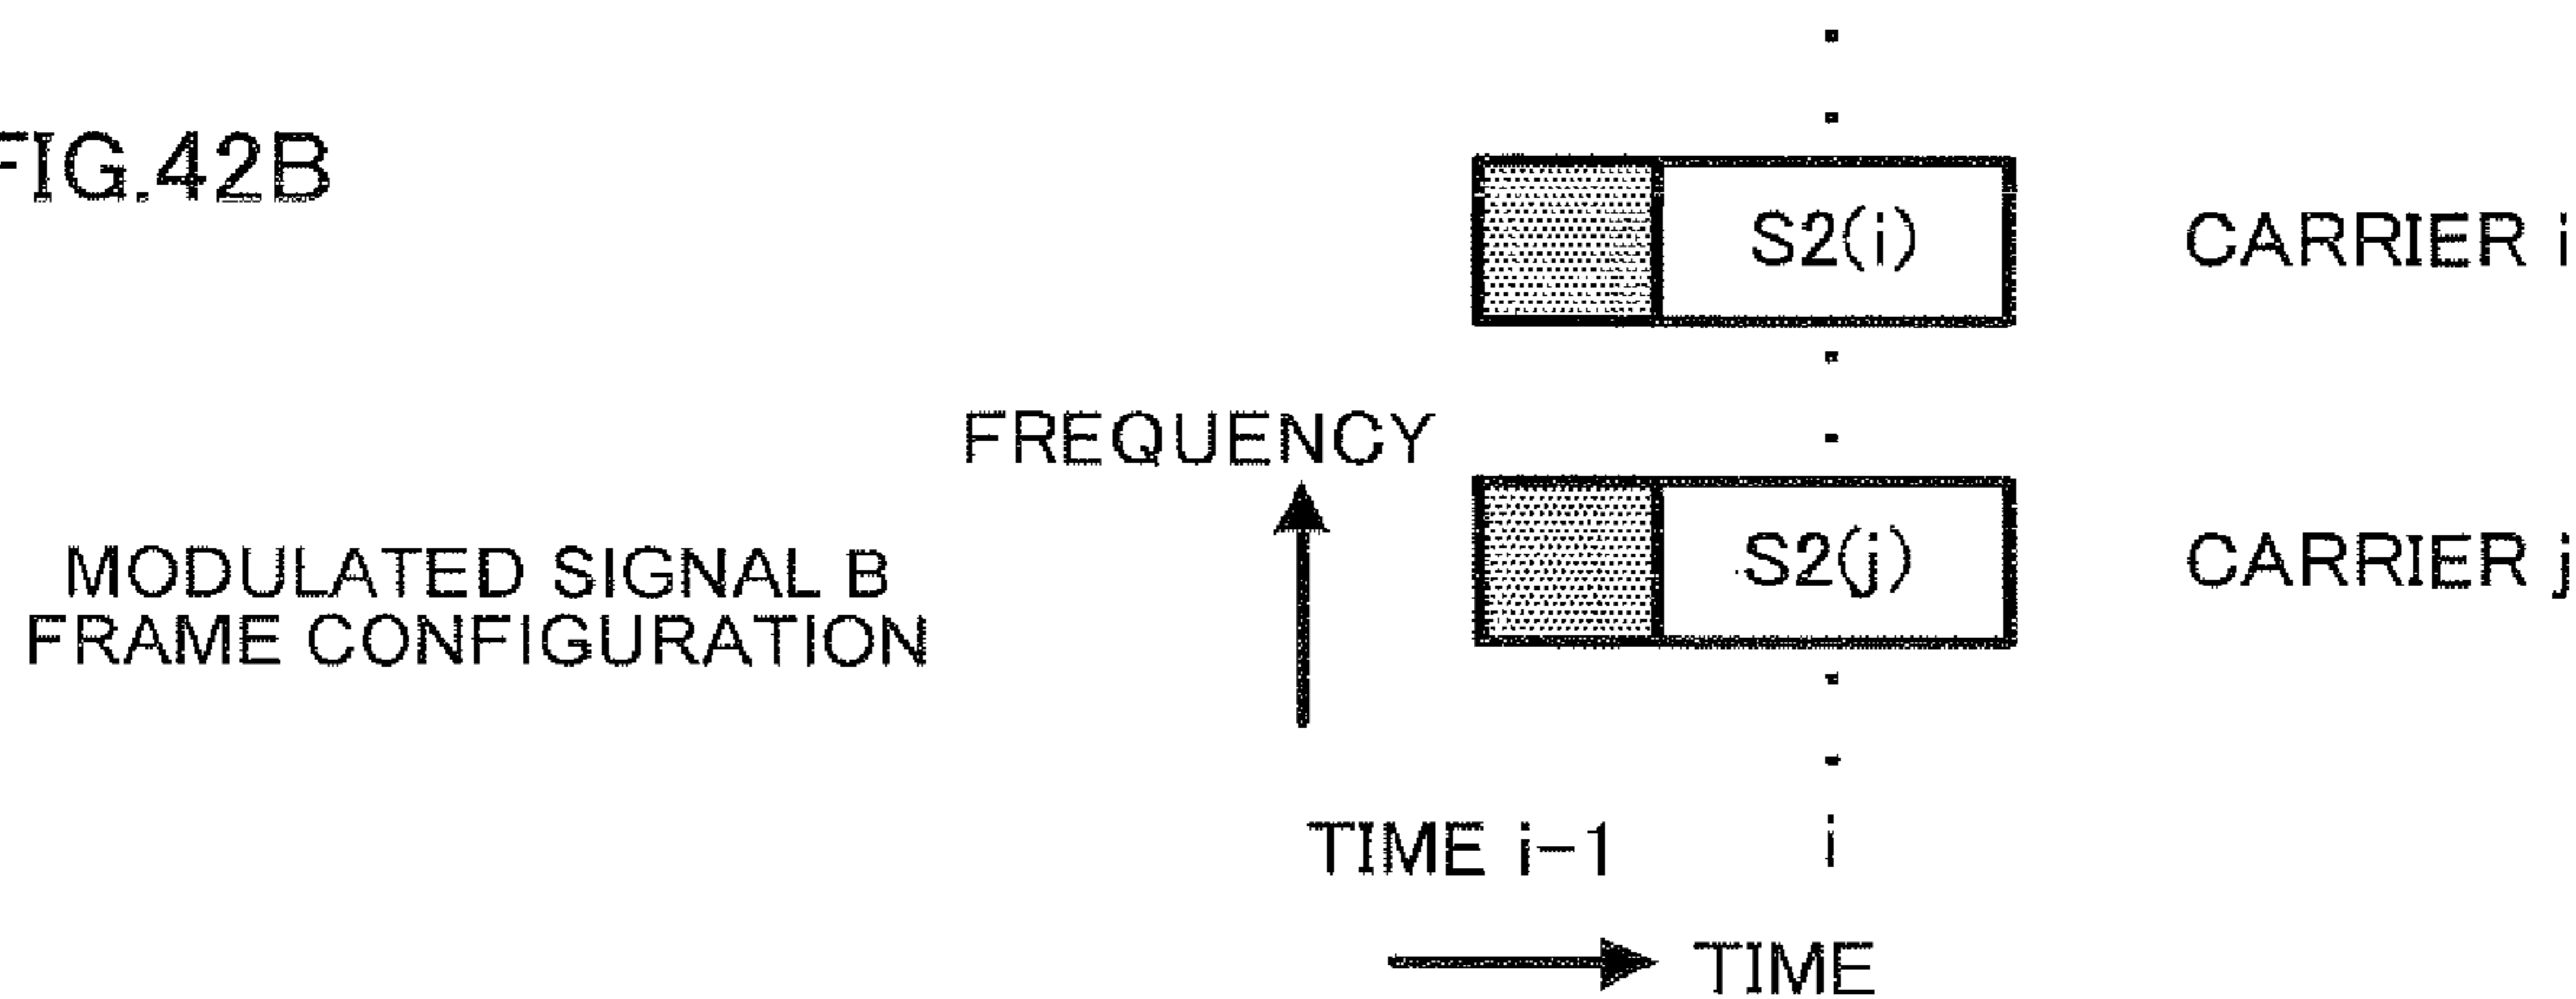 FIG.42B
S2(i) CARRIER i
FREQUENCY
S2(j) CARRIER j
MODULATED SIGNAL B
FRAME CONFIGURATION
TIME i-1 i
TIME